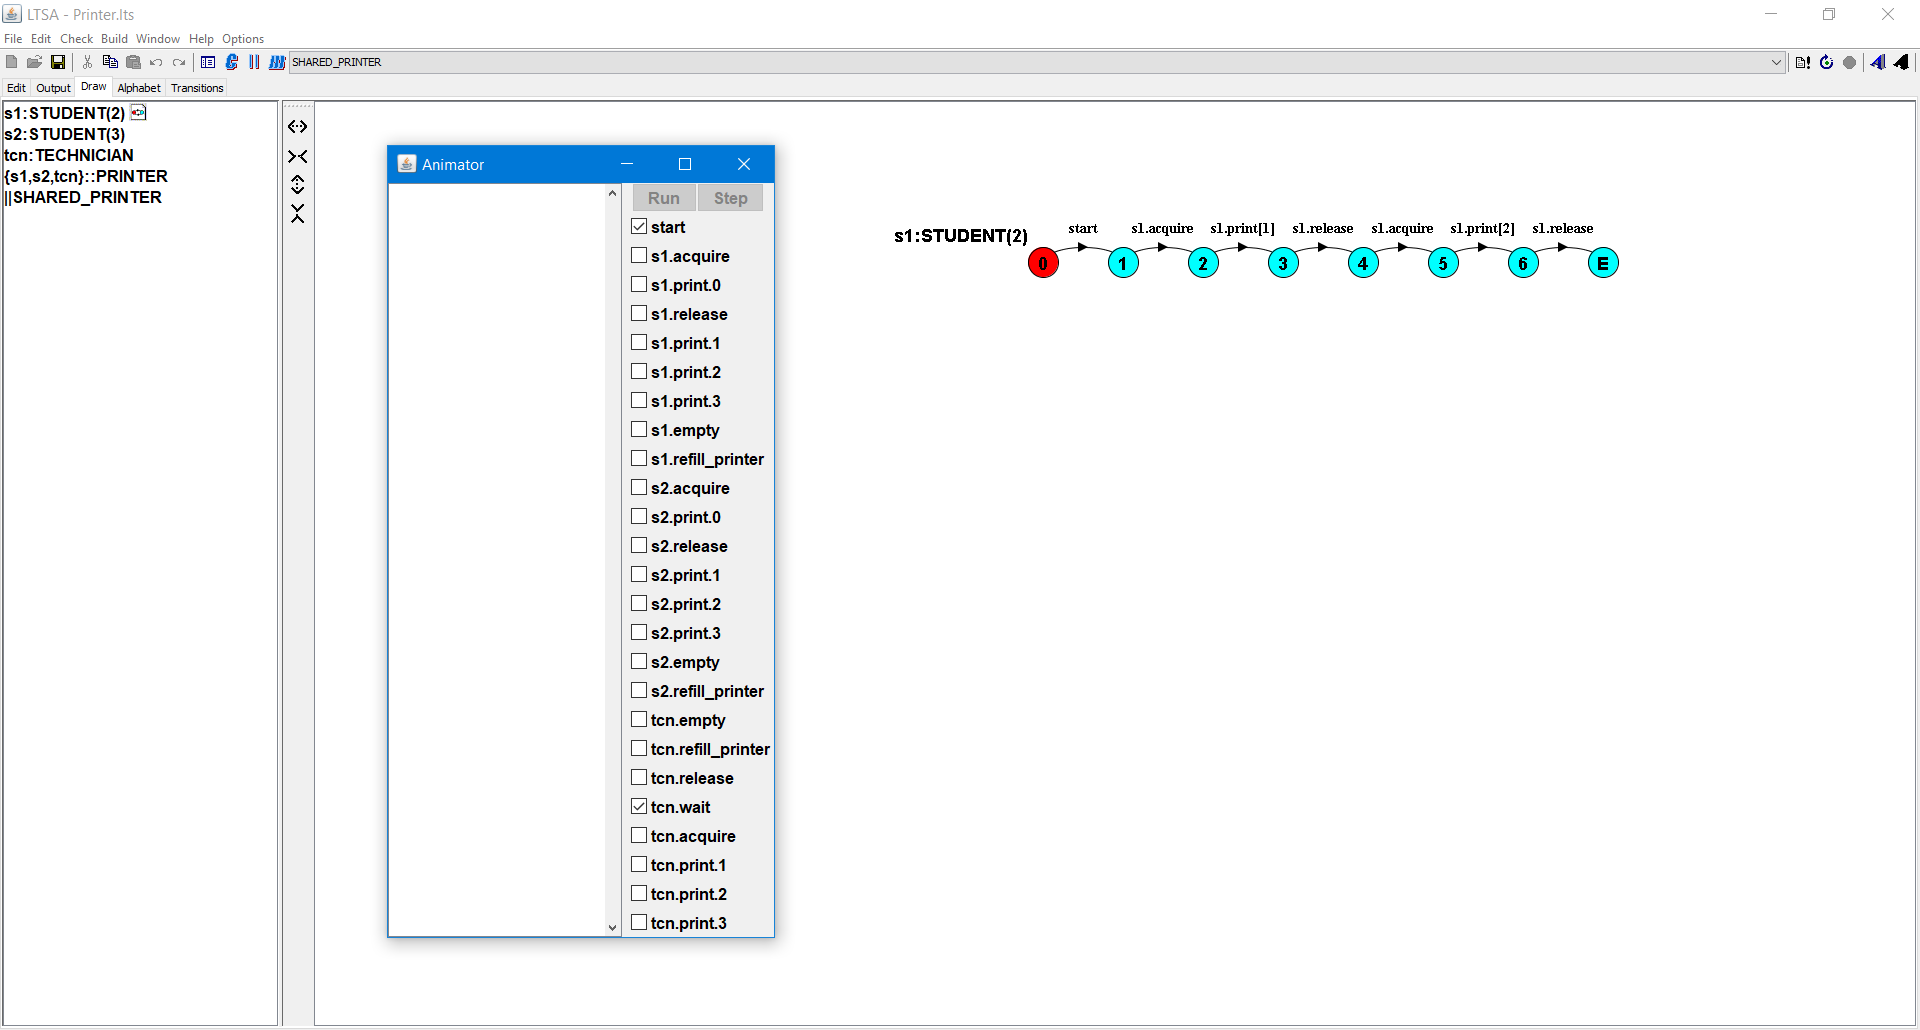 LTSA - Printer.lts
File Edit Check Build Window Help Options
SHARED_PRINTER
Edit Output Draw Alphabet Transitions
s1:STUDENT(2)
s2:STUDENT(3)
tcn:TECHNICIAN
{s1,s2,tcn}::PRINTER
||SHARED_PRINTER
Animator
Run Step
start
s1.acquire
s1.print.0
s1.release
s1.print.1
s1.print.2
s1.print.3
s1.empty
s1.refill_printer
s2.acquire
s2.print.0
s2.release
s2.print.1
s2.print.2
s2.print.3
s2.empty
s2.refill_printer
tcn.empty
tcn.refill_printer
tcn.release
tcn.wait
tcn.acquire
tcn.print.1
tcn.print.2
tcn.print.3
start s1.acquire s1.print[1] s1.release s1.acquire s1.print[2] s1.release
s1:STUDENT(2)
0 1 2 3 4 5 6 E